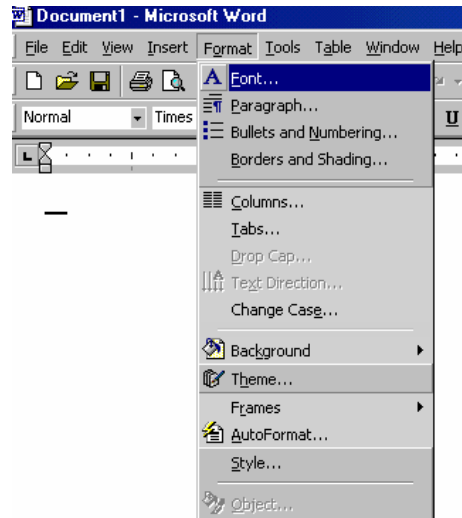 Document1 - Microsoft Word
File Edit View Insert Format Tools Table Window Help
Normal Times U
Font...
Paragraph...
Bullets and Numbering...
Borders and Shading...
Columns...
Tabs...
Drop Cap...
Text Direction...
Change Case...
Background
Theme...
Frames
AutoFormat...
Style...
Object...